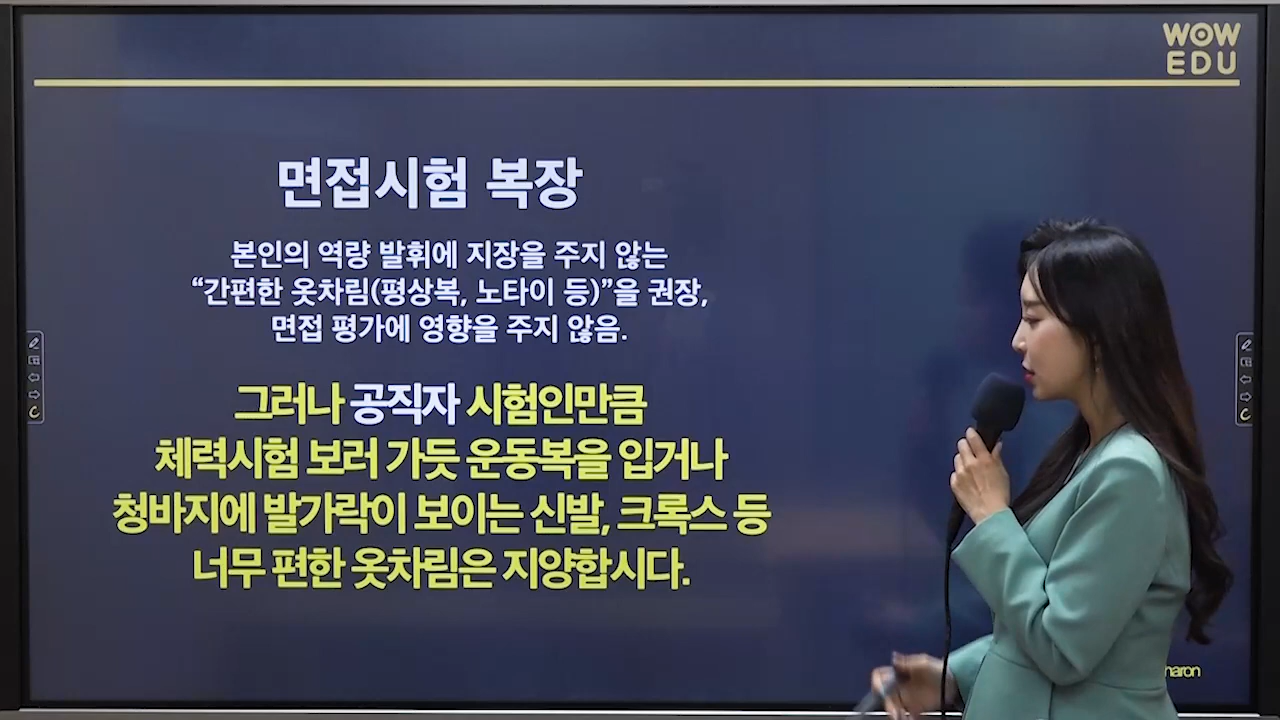 WOW
EDU
면접시험 복장
본인의 역량 발휘에 지장을 주지 않는
“간편한 옷차림(평상복, 노타이 등)”을 권장,
면접 평가에 영향을 주지 않음.
그러나 공직자 시험인만큼
체력시험 보러 가듯 운동복을 입거나
청바지에 발가락이 보이는 신발, 크록스 등
너무 편한 옷차림은 지양합시다.